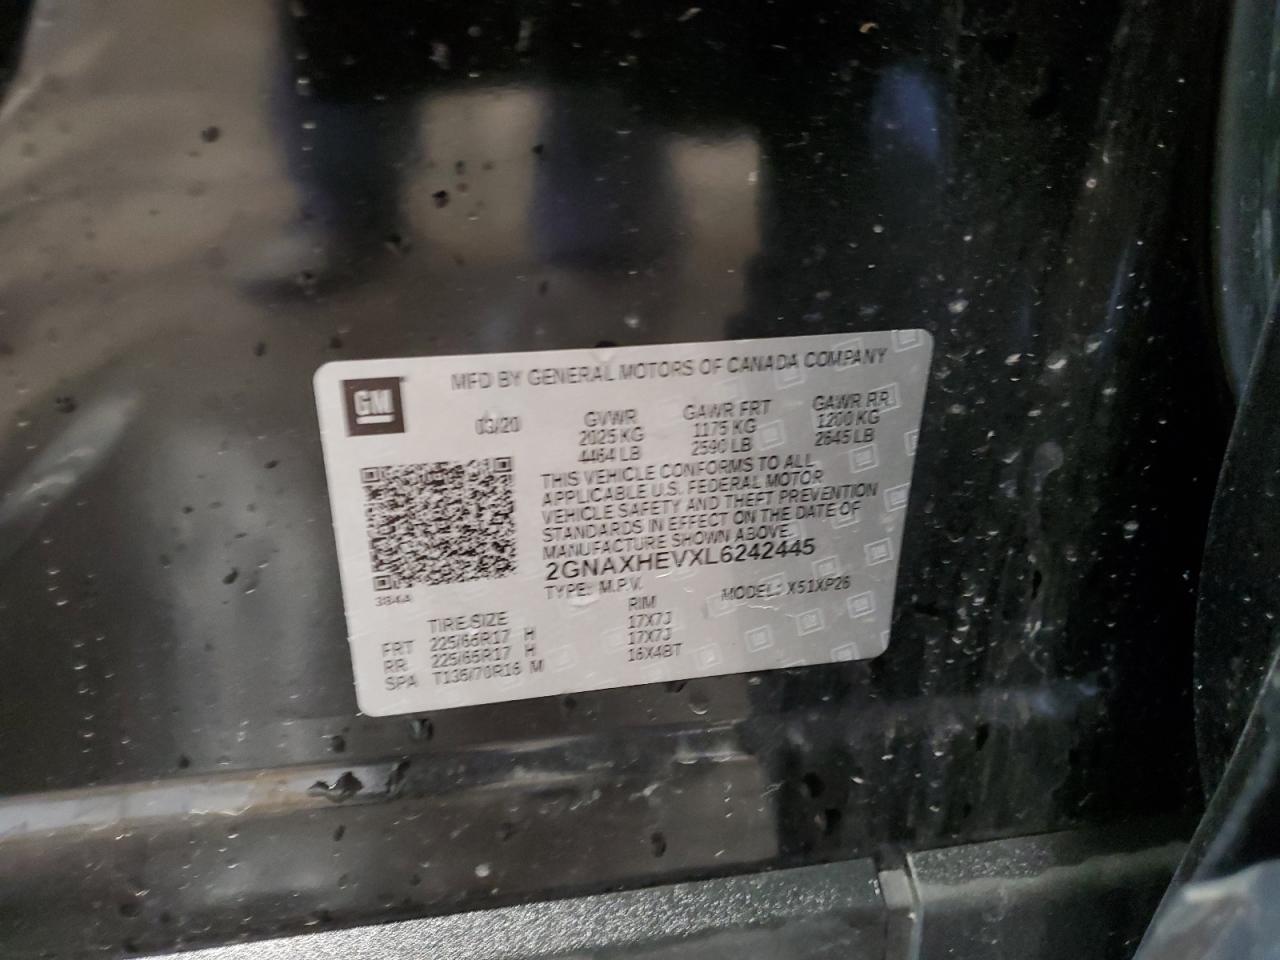 MFD BY GENERAL MOTORS OF CANADA COMPANY
GM
03/20 GVWR GAWR FRT GAWR RR
2025 KG 1175 KG 1200 KG
4464 LB 2590 LB 2645 LB
THIS VEHICLE CONFORMS TO ALL
APPLICABLE U.S. FEDERAL MOTOR
VEHICLE SAFETY AND THEFT PREVENTION
STANDARDS IN EFFECT ON THE DATE OF
MANUFACTURE SHOWN ABOVE.
2GNAXHEVXL6242445
TYPE: M.P.V. MODEL: X51XP26
384A
TIRE SIZE RIM
FRT 225/65R17 H 17X7J
RR 225/65R17 H 17X7J
SPA T135/70R16 M 16X4BT